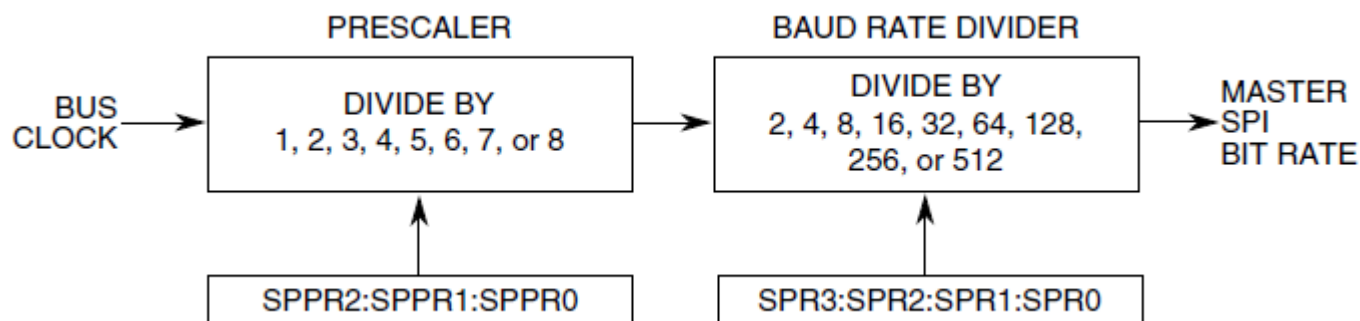 PRESCALER
BAUD RATE DIVIDER
BUS
CLOCK
DIVIDE BY
1, 2, 3, 4, 5, 6, 7, or 8
DIVIDE BY
2, 4, 8, 16, 32, 64, 128,
256, or 512
MASTER
SPI
BIT RATE
SPPR2:SPPR1:SPPR0
SPR3:SPR2:SPR1:SPR0